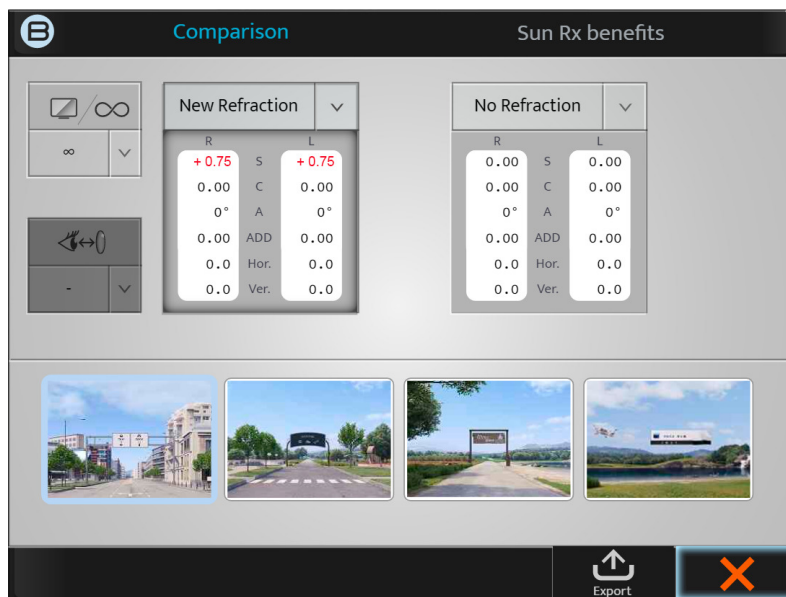 B
Comparison
Sun Rx benefits
/∞
∞
New Refraction
R L
+ 0.75 S + 0.75
0.00 C 0.00
0° A 0°
0.00 ADD 0.00
0.0 Hor. 0.0
0.0 Ver. 0.0
-
No Refraction
R L
0.00 S 0.00
0.00 C 0.00
0° A 0°
0.00 ADD 0.00
0.0 Hor. 0.0
0.0 Ver. 0.0
Export